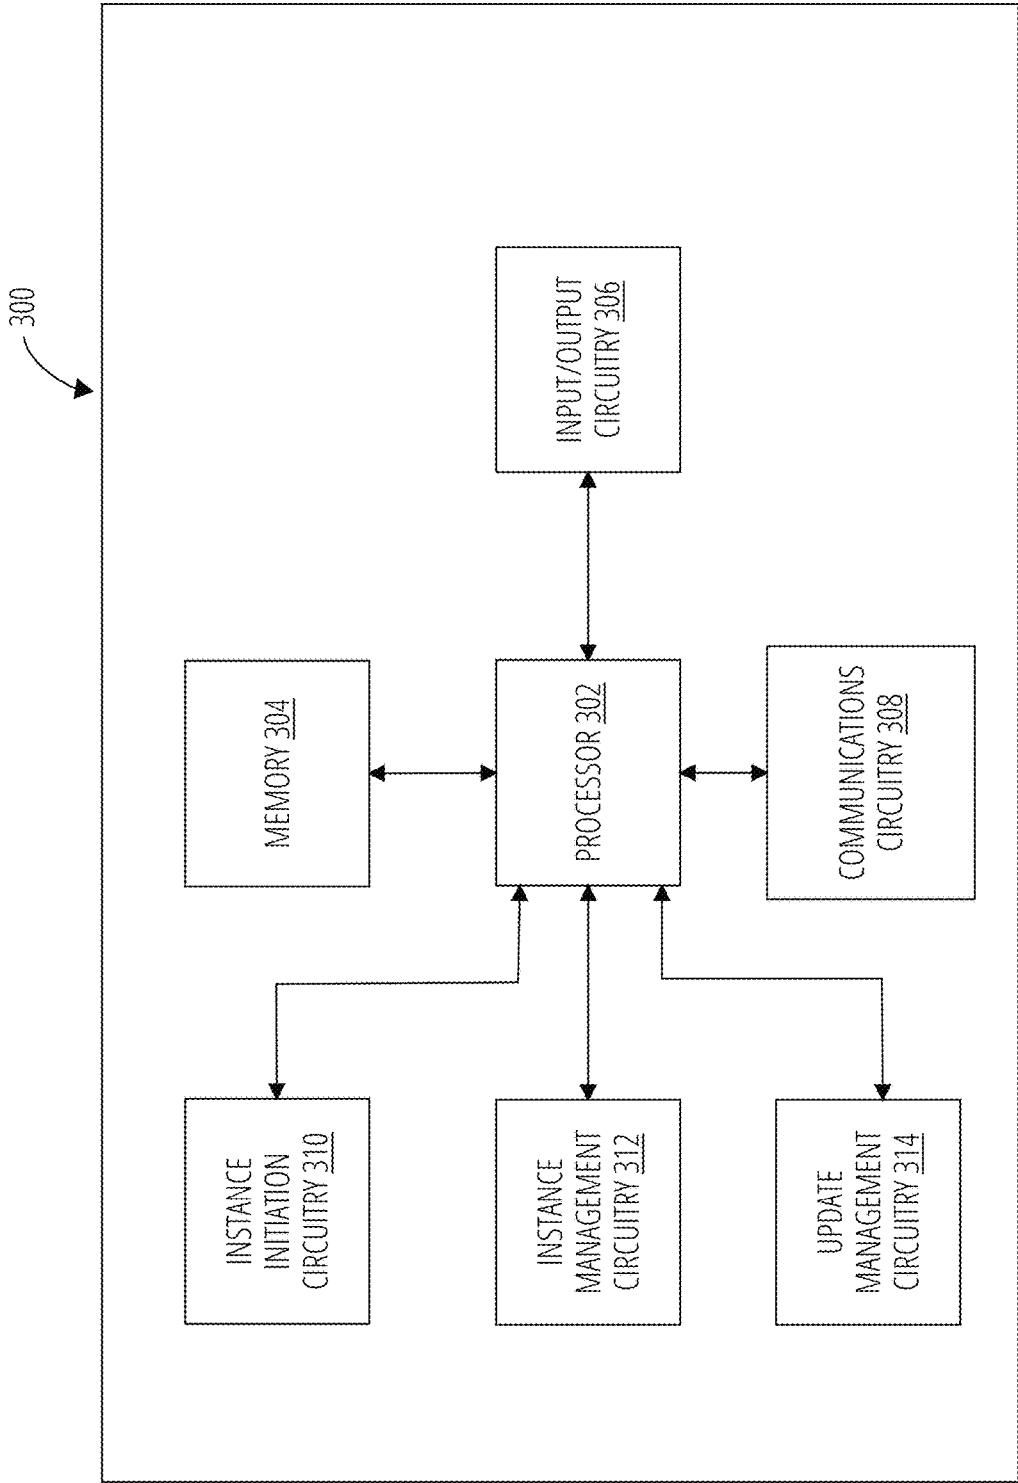 300
INSTANCE
INITIATION
CIRCUITRY 310
MEMORY 304
INSTANCE
MANAGEMENT
CIRCUITRY 312
PROCESSOR 302
INPUT/OUTPUT
CIRCUITRY 306
UPDATE
MANAGEMENT
CIRCUITRY 314
COMMUNICATIONS
CIRCUITRY 308